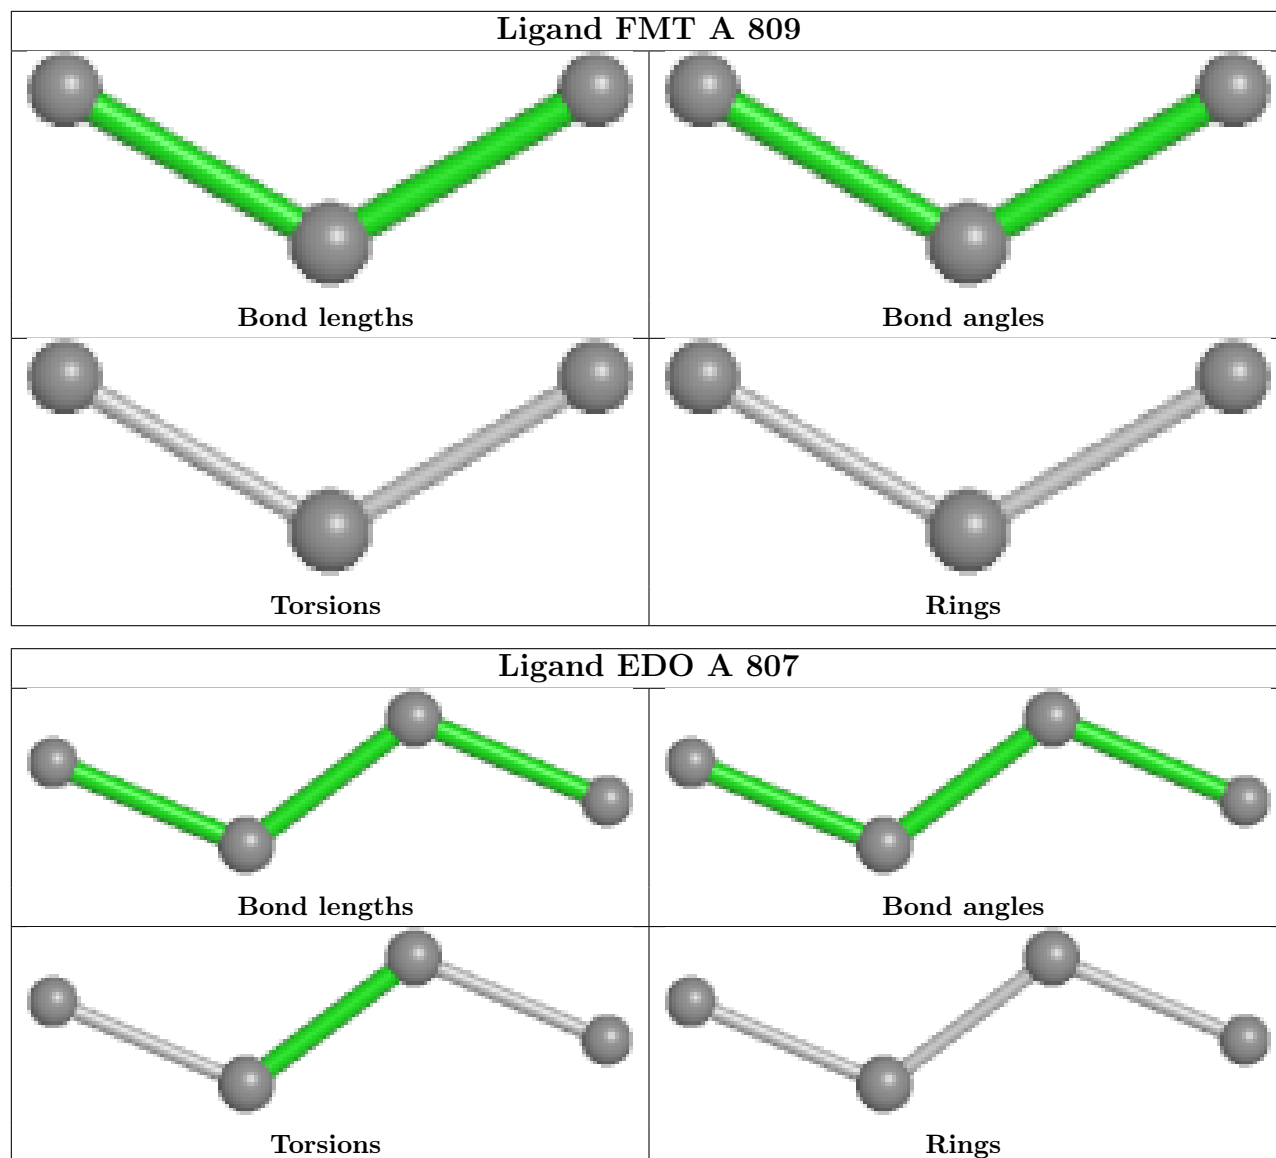 Ligand FMT A 809
Bond lengths
Bond angles
Torsions
Rings
Ligand EDO A 807
Bond lengths
Bond angles
Torsions
Rings